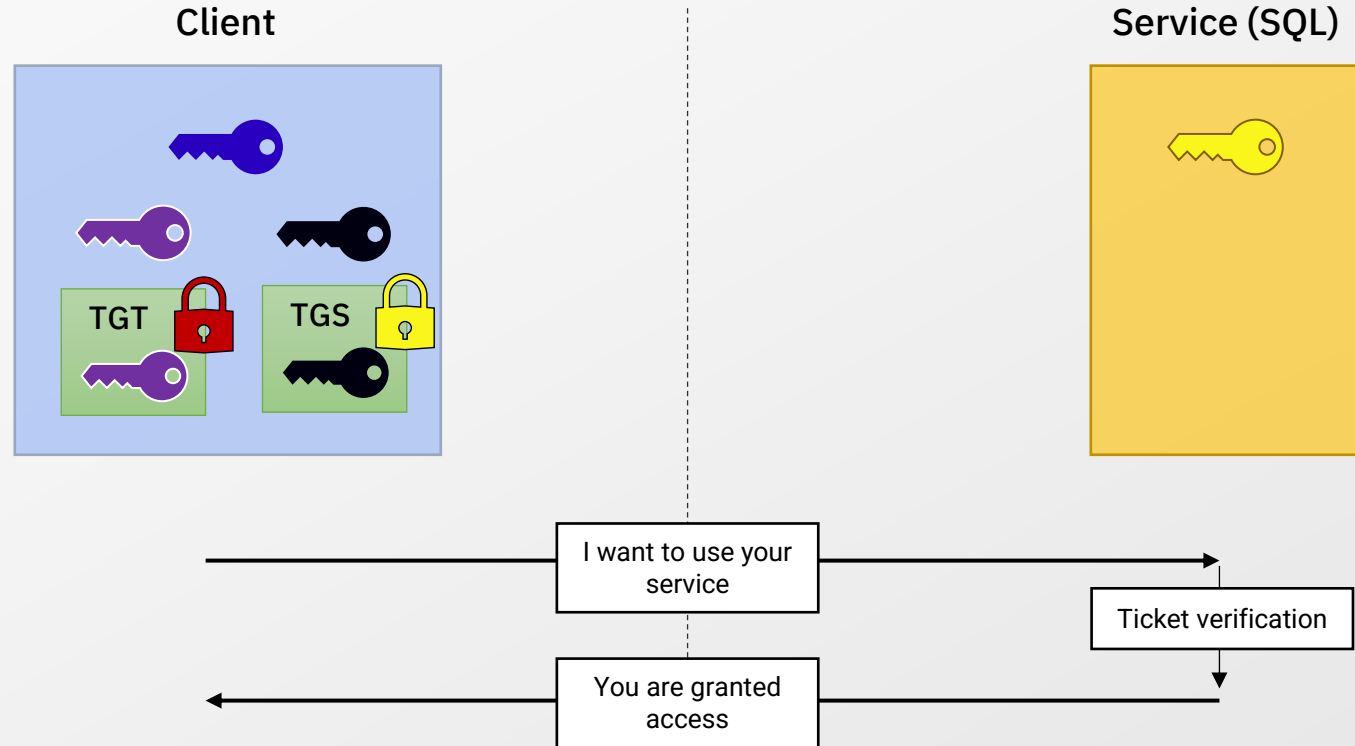 Client
Service (SQL)
TGT
TGS
I want to use your
service
Ticket verification
You are granted
access